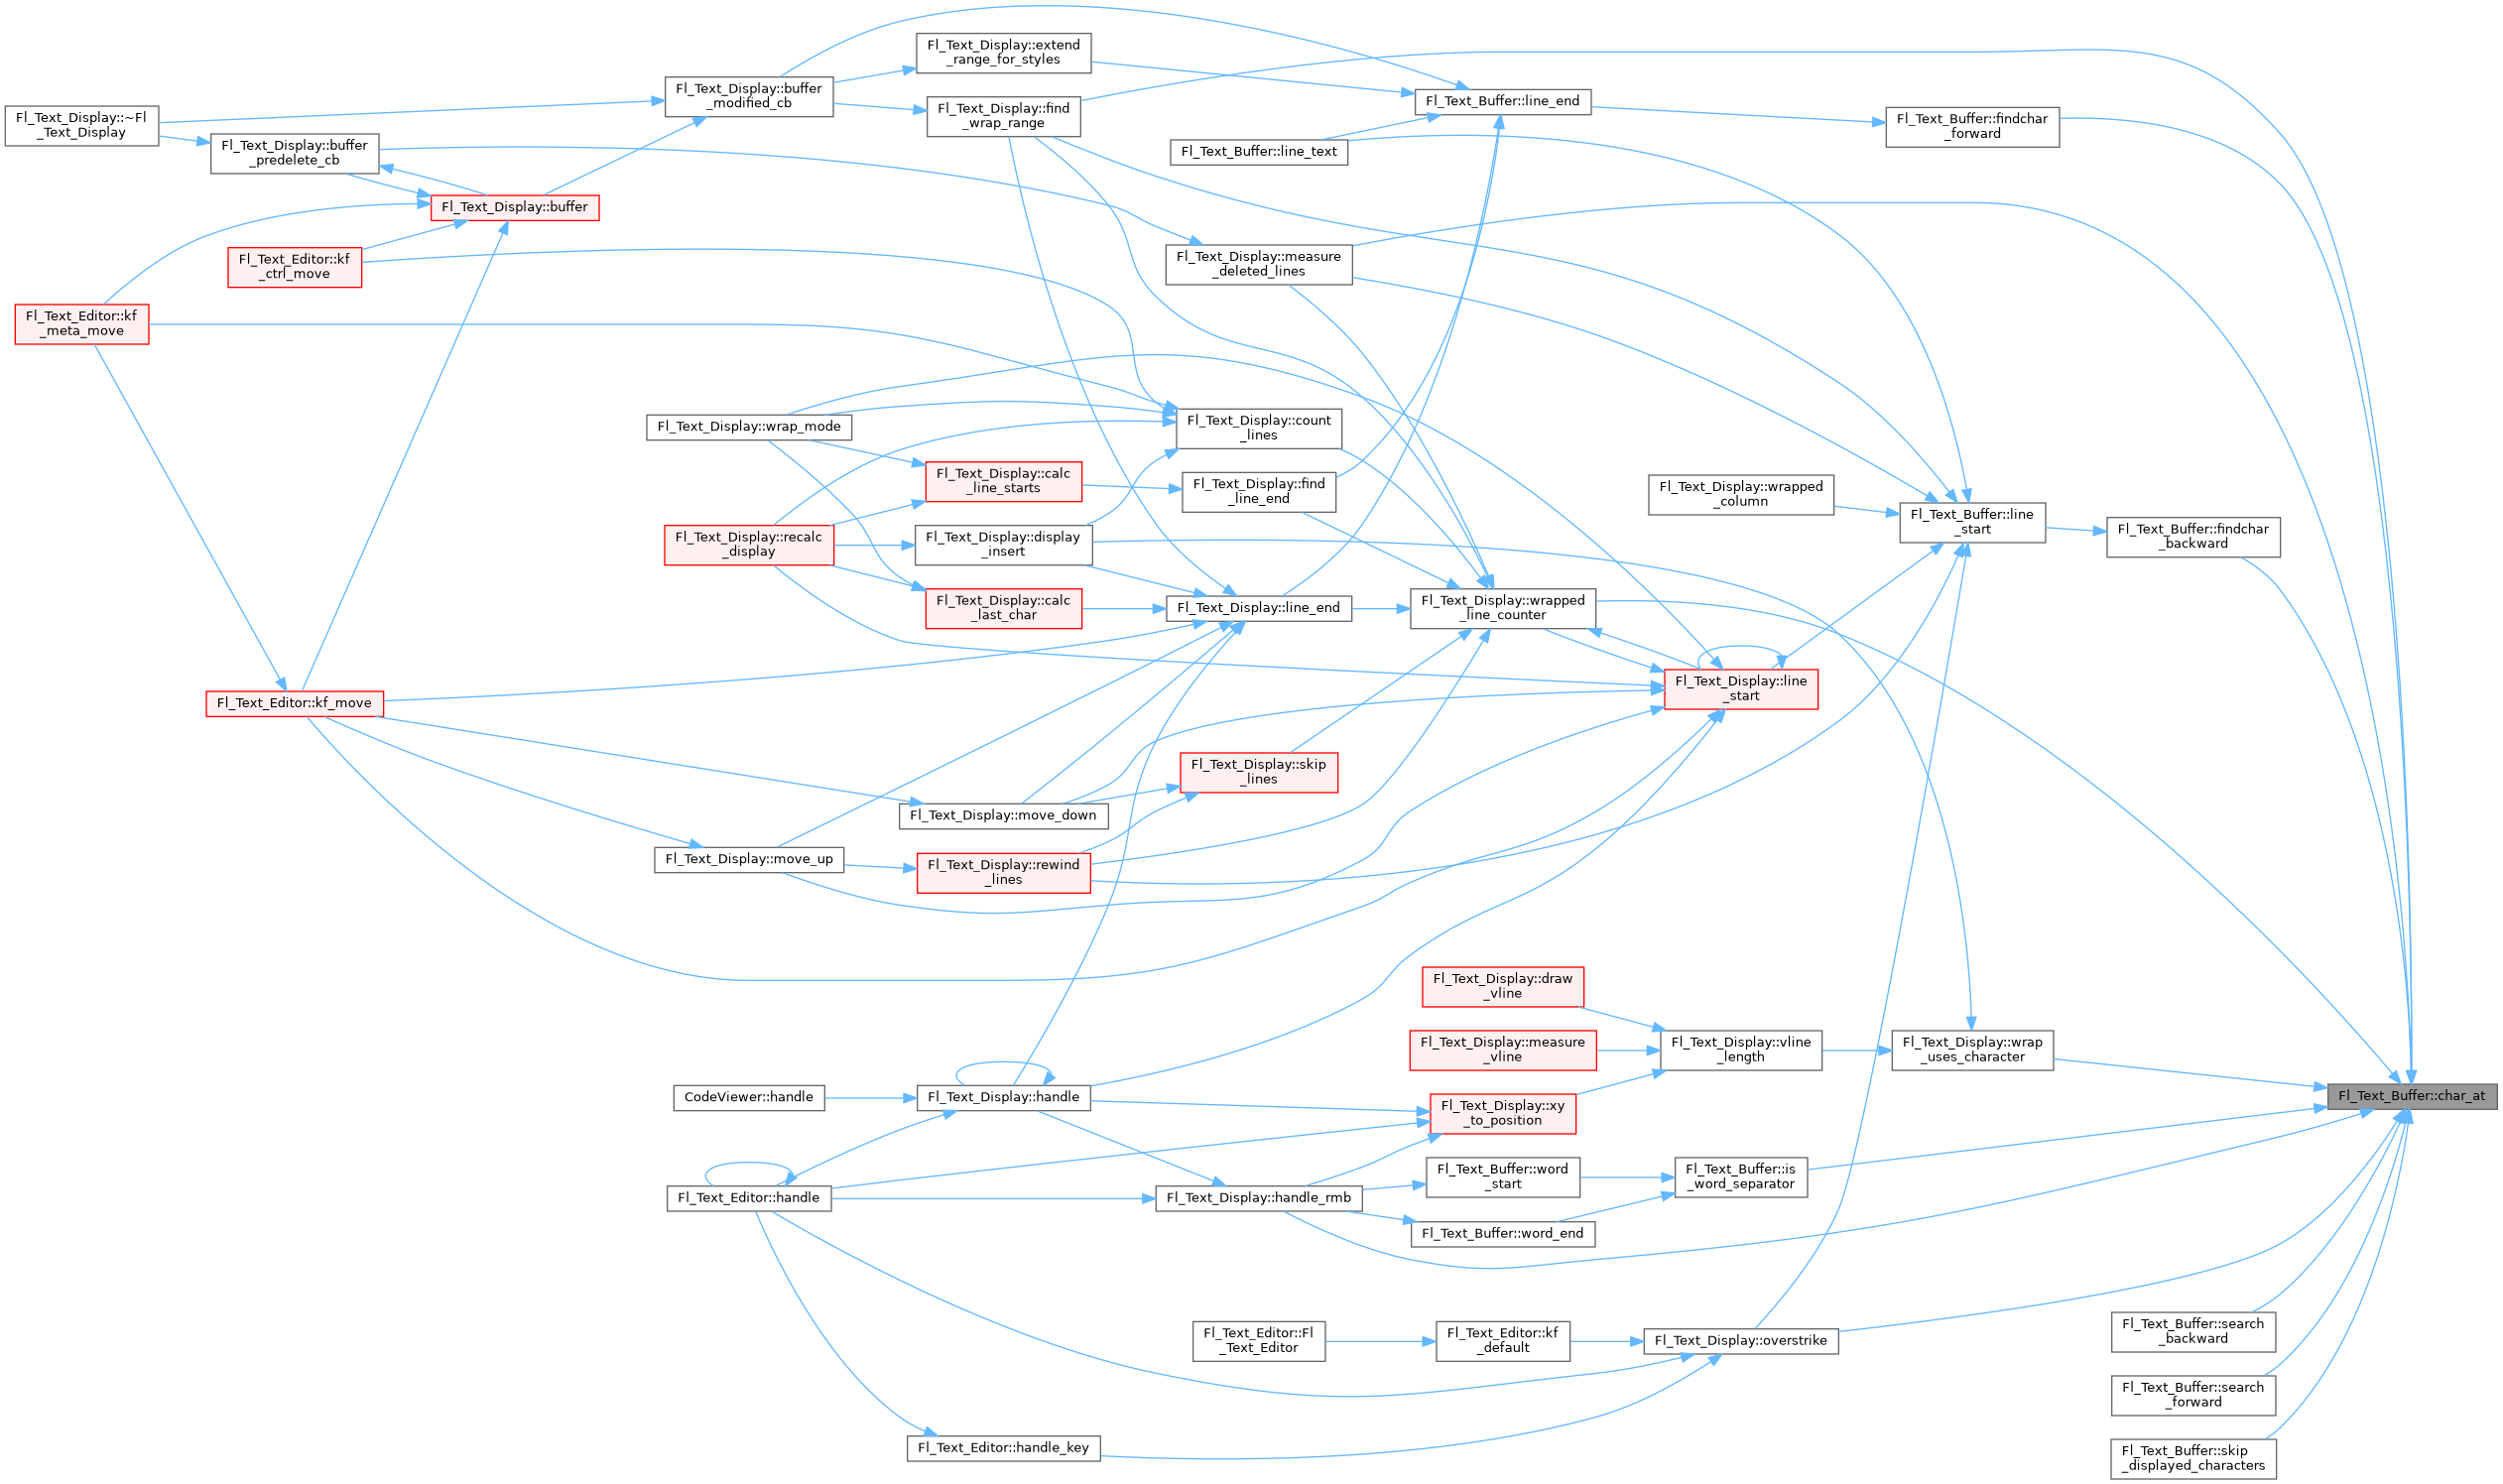 Fl_Text_Display::extend
_range_for_styles
Fl_Text_Display::buffer
_modified_cb
Fl_Text_Buffer::line_end
Fl_Text_Display::find
_wrap_range
Fl_Text_Display::~Fl
_Text_Display
Fl_Text_Buffer::findchar
_forward
Fl_Text_Display::buffer
_predelete_cb
Fl_Text_Buffer::line_text
Fl_Text_Display::buffer
Fl_Text_Editor::kf
_ctrl_move
Fl_Text_Display::measure
_deleted_lines
Fl_Text_Editor::kf
_meta_move
Fl_Text_Display::wrap_mode
Fl_Text_Display::count
_lines
Fl_Text_Display::calc
_line_starts
Fl_Text_Display::find
_line_end
Fl_Text_Display::wrapped
_column
Fl_Text_Buffer::line
_start
Fl_Text_Buffer::findchar
_backward
Fl_Text_Display::recalc
_display
Fl_Text_Display::display
_insert
Fl_Text_Display::calc
_last_char
Fl_Text_Display::line_end
Fl_Text_Display::wrapped
_line_counter
Fl_Text_Editor::kf_move
Fl_Text_Display::line
_start
Fl_Text_Display::skip
_lines
Fl_Text_Display::move_down
Fl_Text_Display::move_up
Fl_Text_Display::rewind
_lines
Fl_Text_Display::draw
_vline
Fl_Text_Display::measure
_vline
Fl_Text_Display::vline
_length
Fl_Text_Display::wrap
_uses_character
CodeViewer::handle
Fl_Text_Display::handle
Fl_Text_Display::xy
_to_position
Fl_Text_Buffer::char_at
Fl_Text_Editor::handle
Fl_Text_Display::handle_rmb
Fl_Text_Buffer::word
_start
Fl_Text_Buffer::is
_word_separator
Fl_Text_Buffer::word_end
Fl_Text_Editor::Fl
_Text_Editor
Fl_Text_Editor::kf
_default
Fl_Text_Display::overstrike
Fl_Text_Buffer::search
_backward
Fl_Text_Buffer::search
_forward
Fl_Text_Editor::handle_key
Fl_Text_Buffer::skip
_displayed_characters